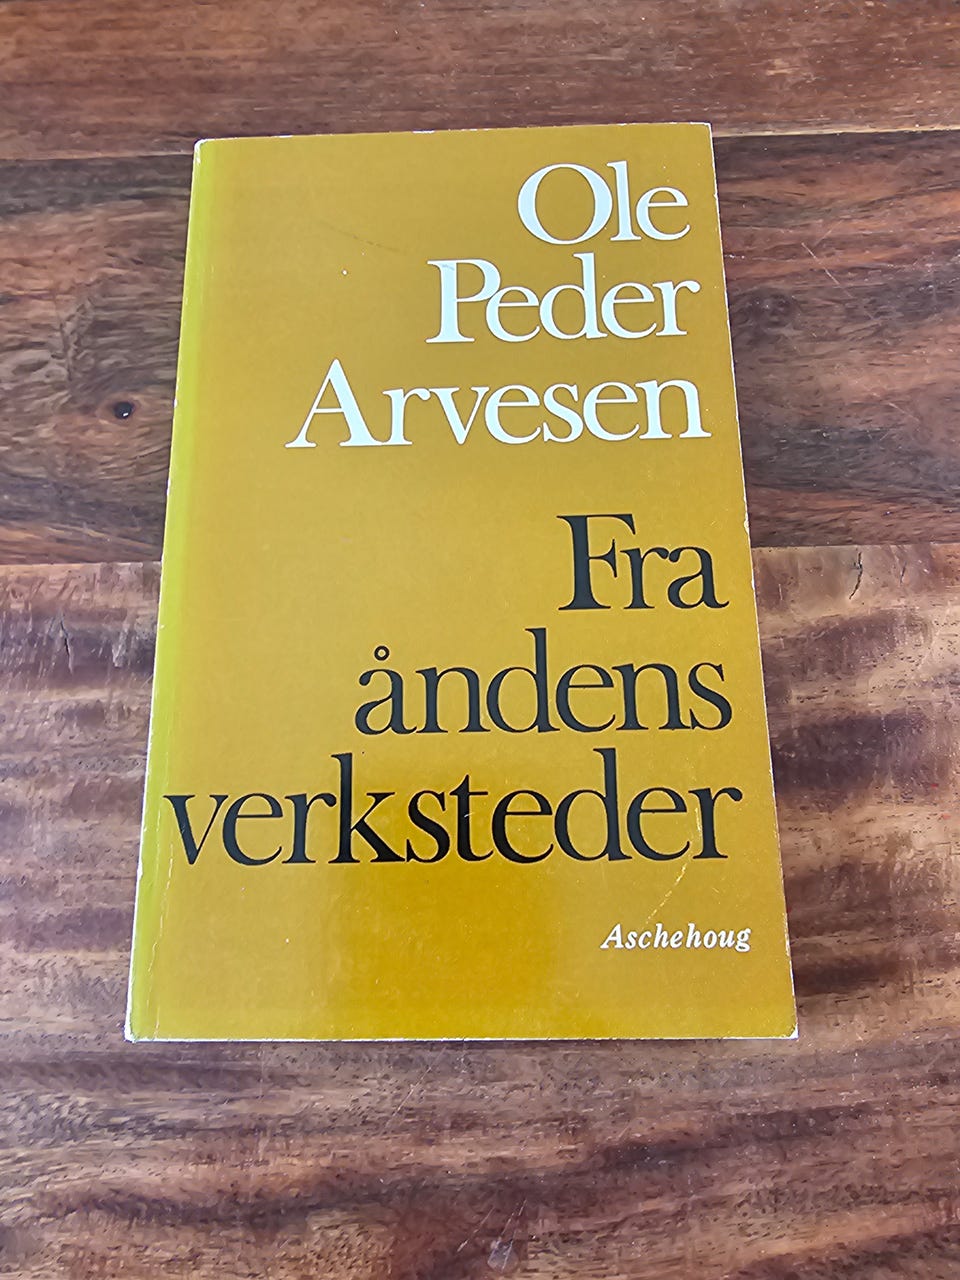 Ole
Peder
Arvesen
Fra
åndens
verksteder
Aschehoug